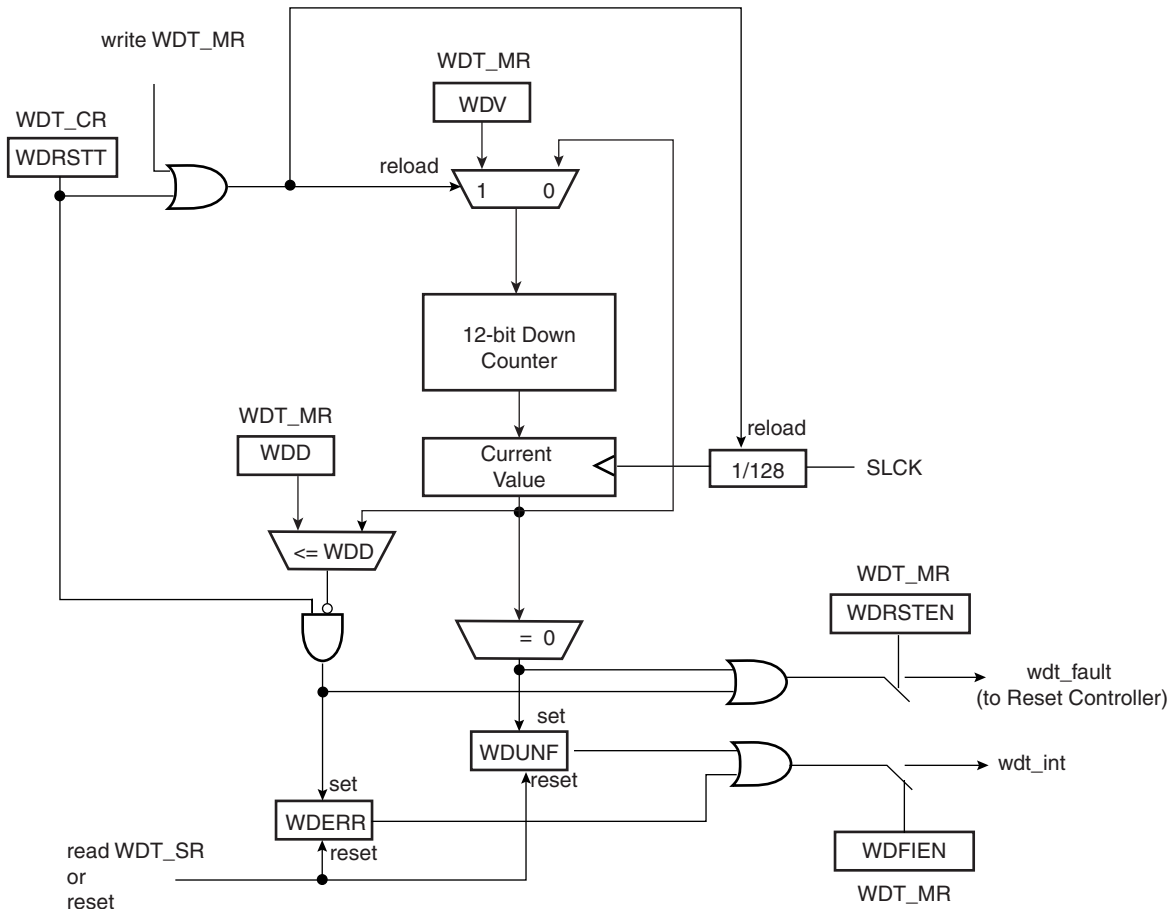 write WDT_MR
WDT_MR
WDV
WDT_CR
WDRSTT
reload
1 0
12-bit Down
Counter
WDT_MR
WDD
Current
Value
reload
1/128
SLCK
<= WDD
= 0
WDT_MR
WDRSTEN
wdt_fault
(to Reset Controller)
set
WDUNF
reset
wdt_int
set
WDERR
reset
WDFIEN
WDT_MR
read WDT_SR
or
reset